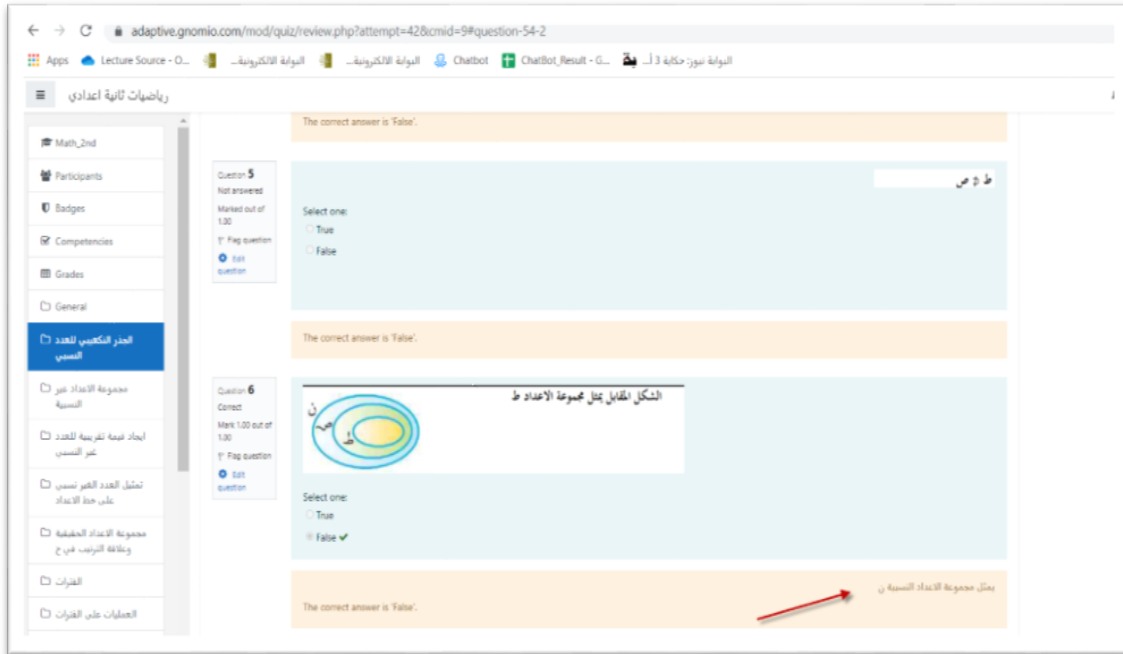 adaptive.gnomio.com/mod/quiz/review.php?attempt=42&cmid=9#question-54-2
Apps
Lecture Source - O...
البوابة الالكترونية...
البوابة الالكترونية...
Chatbot
ChatBot_Result - G...
البوابة نيوز: حكاية 3 أ...
رياضيات ثانية اعدادي
Math_2nd
Participants
Badges
Competencies
Grades
General
الجذر التكعيبي للعدد النسبي
مجموعة الاعداد غير النسبية
ايجاد قيمة تقريبية للعدد غير النسبي
تمثيل العدد الغير نسبي على خط الاعداد
مجموعة الاعداد الحقيقية وعلاقة الترتيب في ح
الفترات
العمليات على الفترات
The correct answer is 'False'.
Question 5
Not answered
Marked out of
1.00
Flag question
Edit
question
ط
ص
Select one:
True
False
The correct answer is 'False'.
Question 6
Correct
Mark 1.00 out of
1.00
Flag question
Edit
question
الشكل المقابل يمثل مجموعة الاعداد ط
ن
ص
ط
Select one:
True
False
يمثل مجموعة الاعداد النسبية ن
The correct answer is 'False'.